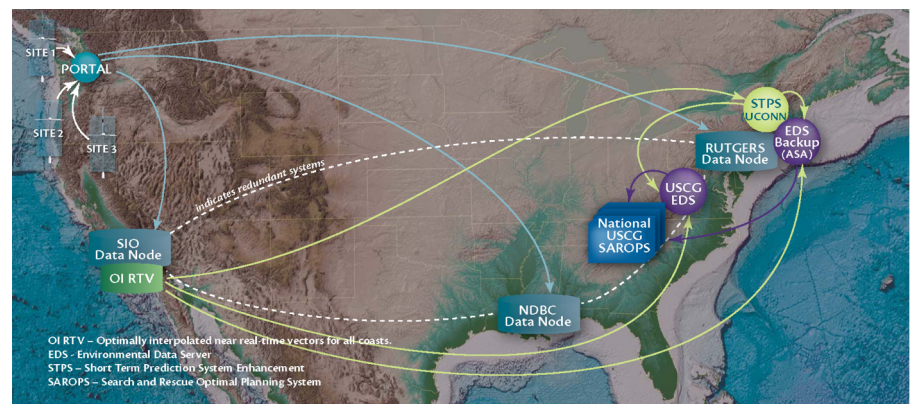 SITE 1
PORTAL
SITE 2
SITE 3
STPS
UCONN
EDS
Backup
(ASA)
RUTGERS
Data Node
indicates redundant systems
USCG
EDS
National
USCG
SAROPS
SIO
Data Node
OI RTV
NDBC
Data Node
OI RTV – Optimally interpolated near real-time vectors for all coasts.
EDS - Environmental Data Server
STPS – Short Term Prediction System Enhancement
SAROPS – Search and Rescue Optimal Planning System